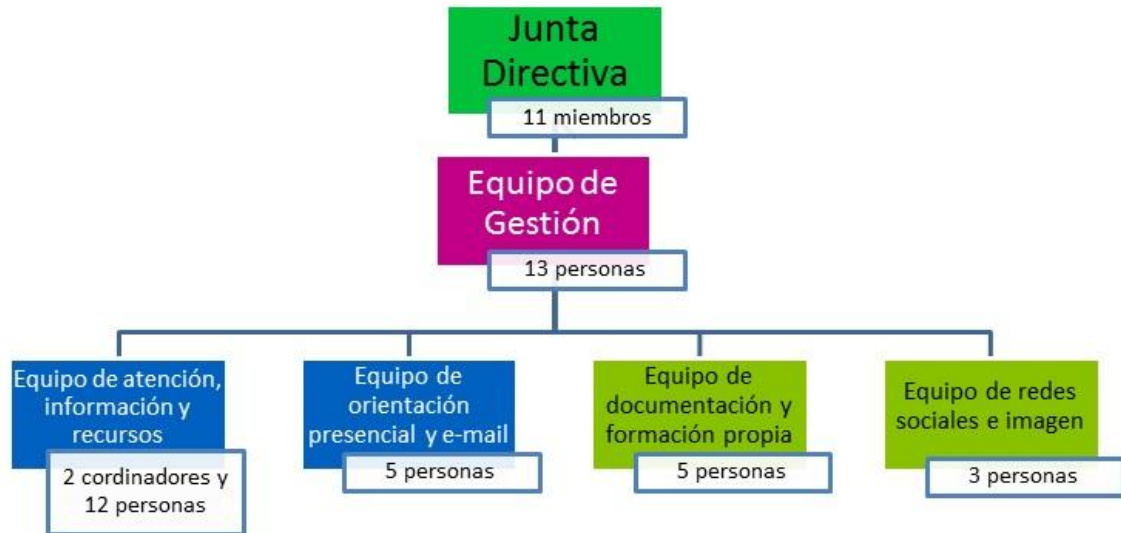 Junta
Directiva
11 miembros
Equipo de
Gestión
13 personas
Equipo de atención,
información y
recursos
2 cordinadores y
12 personas
Equipo de
orientación
presencial y e-mail
5 personas
Equipo de
documentación y
formación propia
5 personas
Equipo de redes
sociales e imagen
3 personas